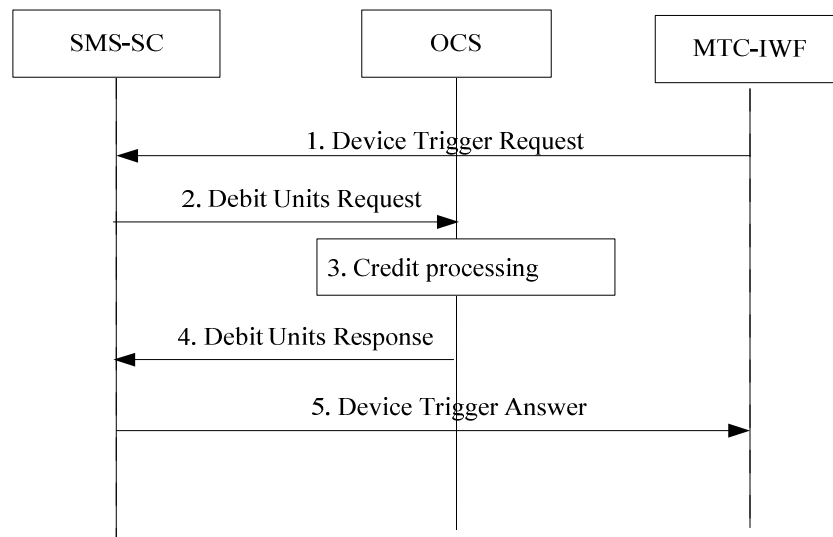 SMS-SC
OCS
MTC-IWF
1. Device Trigger Request
2. Debit Units Request
3. Credit processing
4. Debit Units Response
5. Device Trigger Answer